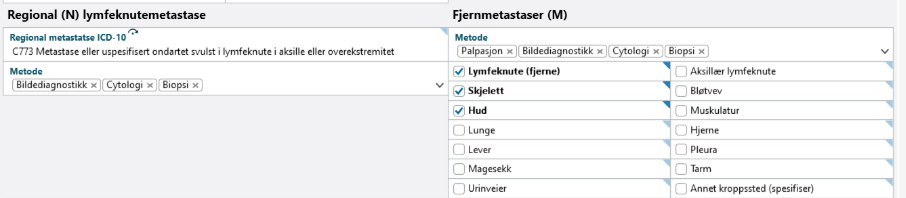 Regional (N) lymfeknutemetastase
Regional metastatse ICD-10
C773 Metastase eller uspesifisert ondartet svulst i lymfeknute i aksille eller overekstremitet
Metode
Bildediagnostikk × Cytologi × Biopsi ×
Fjernmetastaser (M)
Metode
Palpasjon × Bildediagnostikk × Cytologi × Biopsi ×
Lymfeknute (fjerne) Aksillær lymfeknute
Skjelett Bløtvev
Hud Muskulatur
Lunge Hjerne
Lever Pleura
Magesekk Tarm
Urinveier Annet kroppssted (spesifiser)